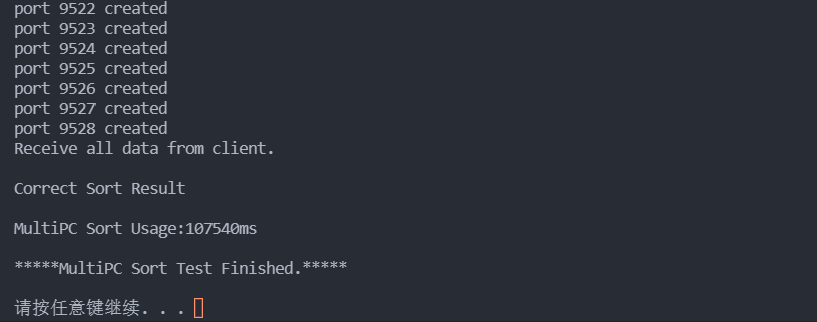 port 9522 created
port 9523 created
port 9524 created
port 9525 created
port 9526 created
port 9527 created
port 9528 created
Receive all data from client.
Correct Sort Result
MultiPC Sort Usage:107540ms
*****MultiPC Sort Test Finished.*****
请按任意键继续. . .